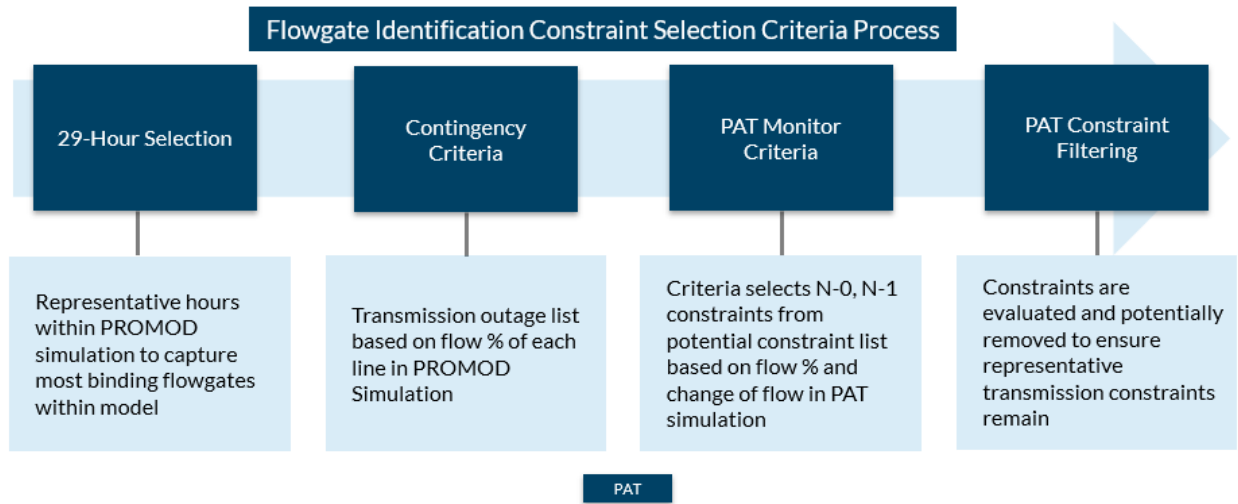 Flowgate Identification Constraint Selection Criteria Process
29-Hour Selection
Contingency
Criteria
PAT Monitor
Criteria
PAT Constraint
Filtering
Representative hours
within PROMOD
simulation to capture
most binding flowgates
within model
Transmission outage list
based on flow % of each
line in PROMOD
Simulation
Criteria selects N-0, N-1
constraints from
potential constraint list
based on flow % and
change of flow in PAT
simulation
Constraints are
evaluated and potentially
removed to ensure
representative
transmission constraints
remain
PAT